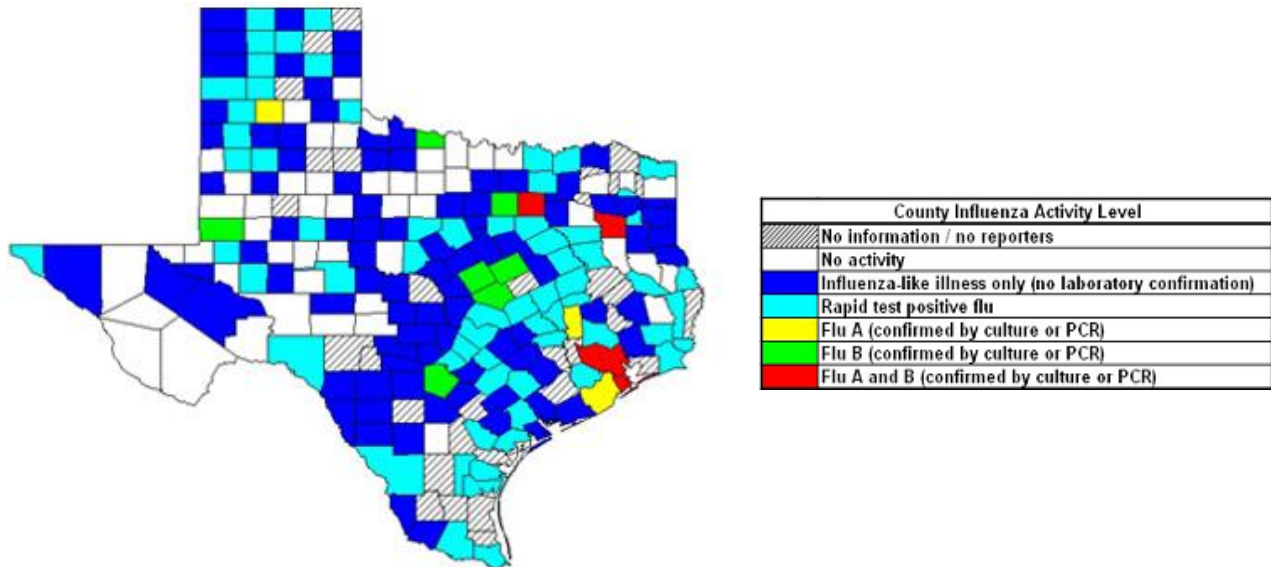 County Influenza Activity Level
No information / no reporters
No activity
Influenza-like illness only (no laboratory confirmation)
Rapid test positive flu
Flu A (confirmed by culture or PCR)
Flu B (confirmed by culture or PCR)
Flu A and B (confirmed by culture or PCR)